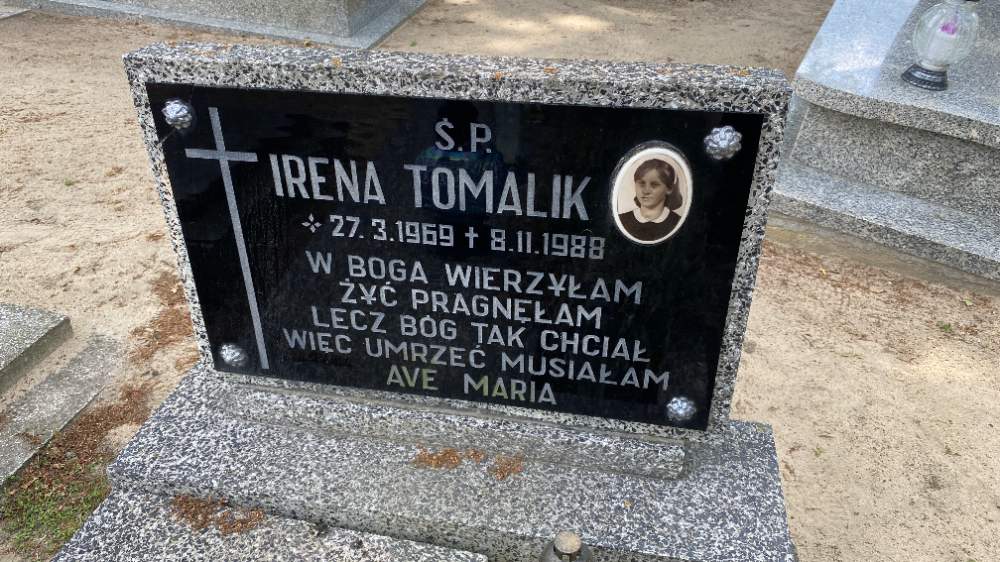 Ś.P.
IRENA TOMALIK
27.3.1969 ✝ 8.11.1988
W BOGA WIERZYŁAM
ŻYĆ PRAGNĘŁAM
LECZ BÓG TAK CHCIAŁ
WIĘC UMRZEĆ MUSIAŁAM
AVE MARIA